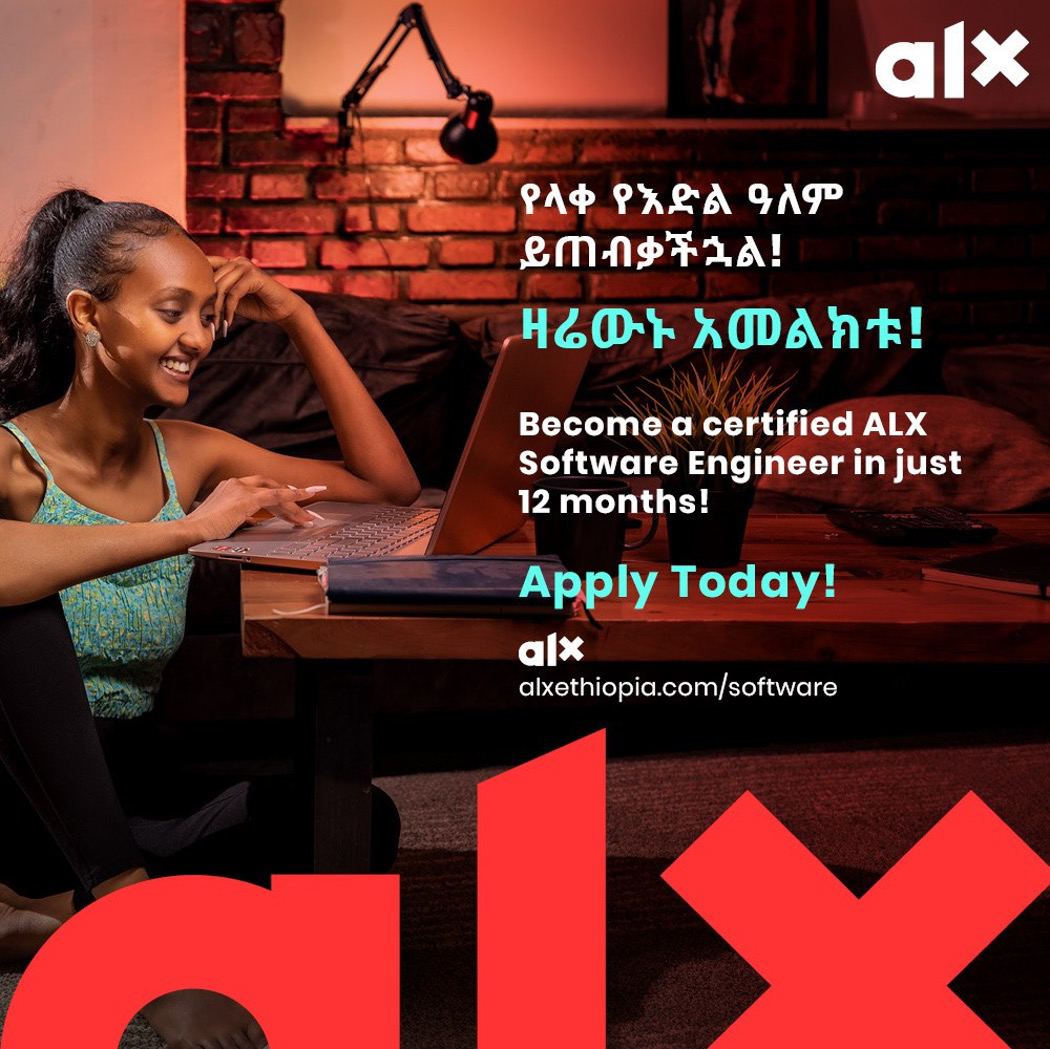 alx
የላቀ የእድል ዓለም
ይጠብቃችኋል!
ዛሬውኑ አመልክቱ!
Become a certified ALX
Software Engineer in just
12 months!
Apply Today!
alx
alxethiopia.com/software
alx